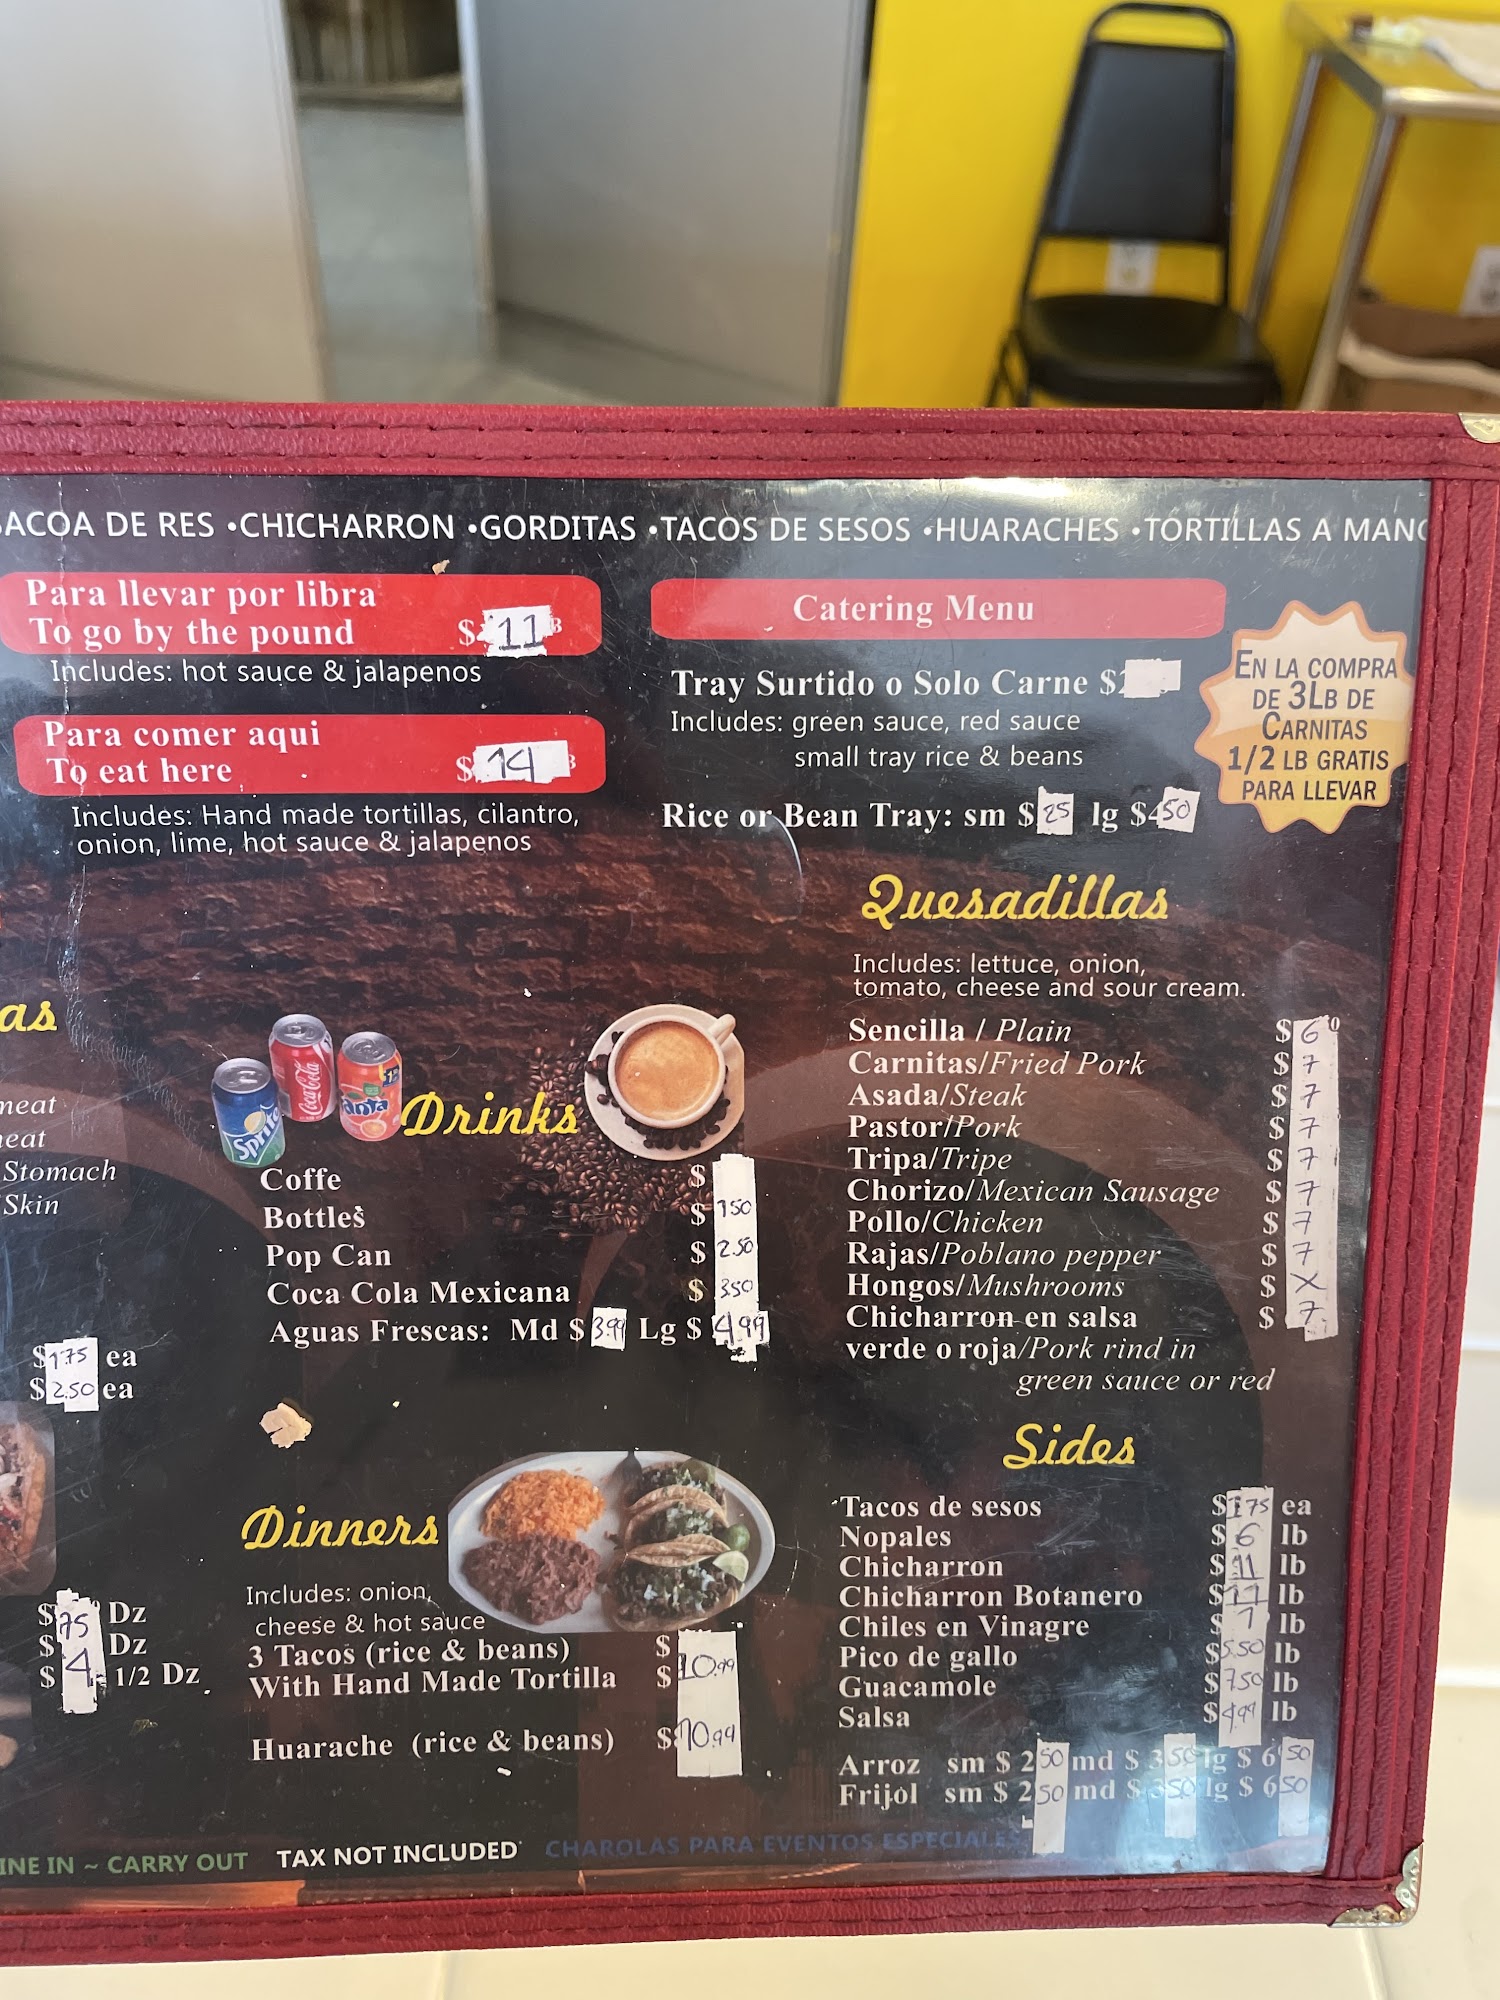 ACOA DE RES •CHICHARRON •GORDITAS •TACOS DE SESOS •HUARACHES •TORTILLAS A MANO
Para llevar por libra
To go by the pound $11
Includes: hot sauce & jalapenos
Para comer aqui
To eat here $14
Includes: Hand made tortillas, cilantro,
onion, lime, hot sauce & jalapenos
Catering Menu
Tray Surtido o Solo Carne $
Includes: green sauce, red sauce
small tray rice & beans
Rice or Bean Tray: sm $25 lg $50
EN LA COMPRA
DE 3LB DE
CARNITAS
1/2 LB GRATIS
PARA LLEVAR
as
meat
eat
Stomach
Skin
$1.75 ea
$2.50 ea
$ Dz
$ Dz
$4 1/2 Dz
Sprite
Coca-Cola
Fanta
Drinks
Coffe $
Bottles $ 1.50
Pop Can $ 2.50
Coca Cola Mexicana $ 3.50
Aguas Frescas: Md $3.99 Lg $4.99
Dinners
Includes: onion,
cheese & hot sauce
3 Tacos (rice & beans) $
With Hand Made Tortilla $10.99
Huarache (rice & beans) $10.99
Quesadillas
Includes: lettuce, onion,
tomato, cheese and sour cream.
Sencilla / Plain $6
Carnitas/Fried Pork $7
Asada/Steak $7
Pastor/Pork $7
Tripa/Tripe $7
Chorizo/Mexican Sausage $7
Pollo/Chicken $7
Rajas/Poblano pepper $7
Hongos/Mushrooms $ X
Chicharron en salsa $7
verde o roja/Pork rind in
green sauce or red
Sides
Tacos de sesos $1.75 ea
Nopales $6 lb
Chicharron $11 lb
Chicharron Botanero $11 lb
Chiles en Vinagre $7 lb
Pico de gallo $5.50 lb
Guacamole $7.50 lb
Salsa $4.99 lb
Arroz sm $ 2.50 md $ 3.50 lg $ 6.50
Frijol sm $ 2.50 md $ 3.50 lg $ 6.50
INE IN ~ CARRY OUT TAX NOT INCLUDED CHAROLAS PARA EVENTOS ESPECIALES